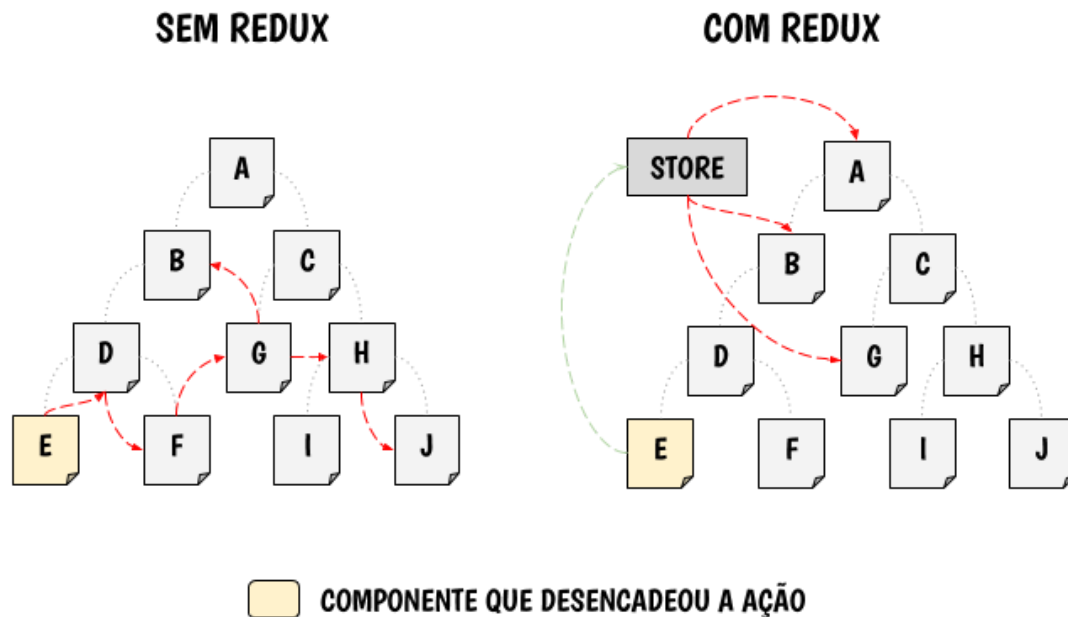 SEM REDUX
COM REDUX
A
B
C
D
G
H
E
F
I
J
STORE
A
B
C
D
G
H
E
F
I
J
COMPONENTE QUE DESENCADEOU A AÇÃO